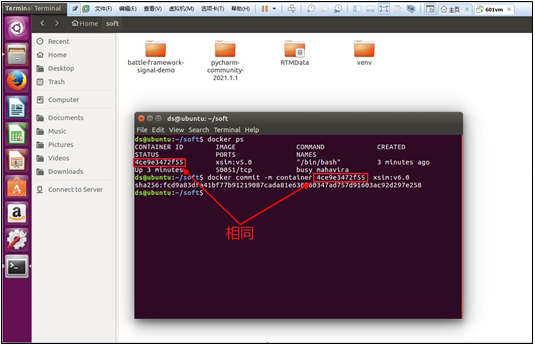 Terminal Terminal 文件(F) 编辑(E) 查看(V) 虚拟机(M) 选项卡(T) 帮助(H) 主页 601vm
Home soft
Recent
Home
Desktop
Trash
Computer
Documents
Music
Pictures
Videos
Downloads
Connect to Server
battle-framework-signal-demo
pycharm-community-2021.1.1
RTMData
venv
ds@ubuntu: ~/soft
File Edit View Search Terminal Help
ds@ubuntu:~/soft$ docker ps
CONTAINER ID IMAGE COMMAND CREATED
STATUS PORTS NAMES
4ce9e3472f55 xsim:v5.0 "/bin/bash" 3 minutes ago
Up 3 minutes 50051/tcp busy_mahavira
ds@ubuntu:~/soft$ docker commit -m container 4ce9e3472f55 xsim:v6.0
ds@ubuntu:~/soft$
相同